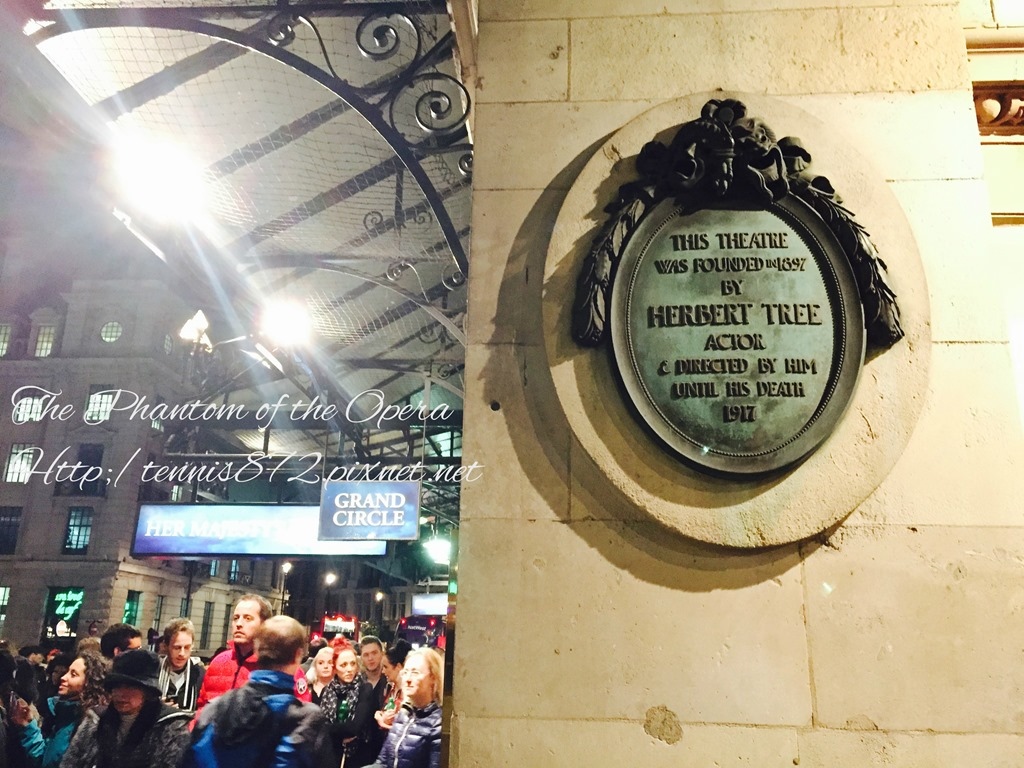 THIS THEATRE
WAS FOUNDED IN 1897
BY
HERBERT TREE
ACTOR
& DIRECTED BY HIM
UNTIL HIS DEATH
1917
The Phantom of the Opera
Http;/tennis872.pixnet.net
GRAND
CIRCLE
HER MAJESTY